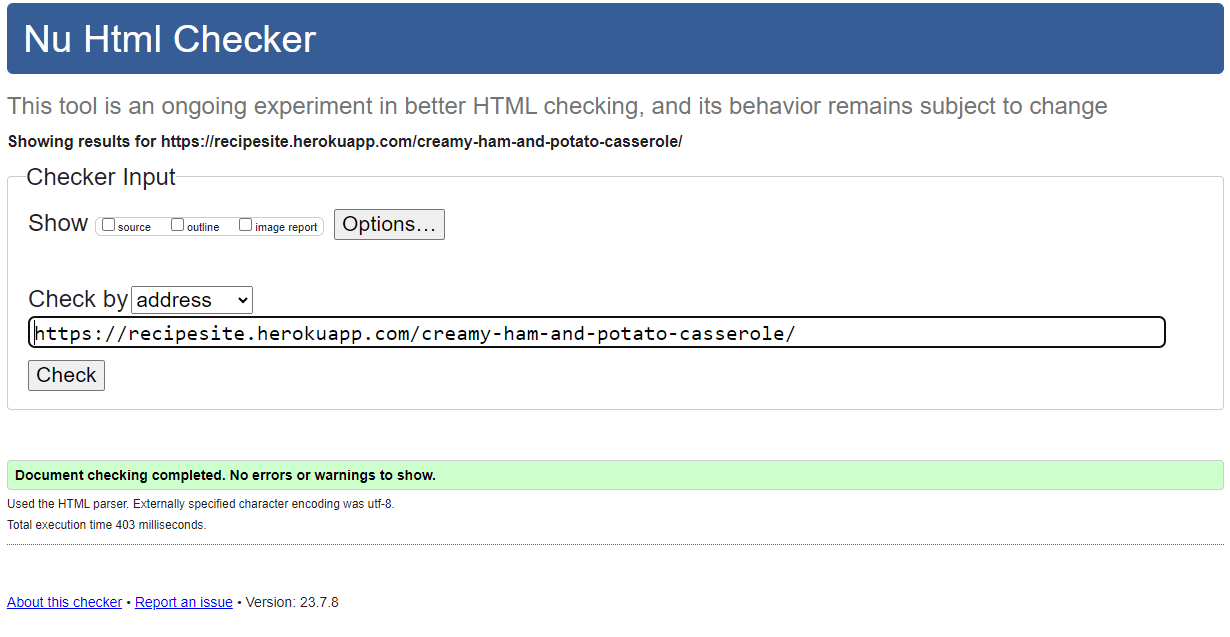 Nu Html Checker
This tool is an ongoing experiment in better HTML checking, and its behavior remains subject to change
Showing results for https://recipesite.herokuapp.com/creamy-ham-and-potato-casserole/
Checker Input
Show source outline image report Options...
Check by address
https://recipesite.herokuapp.com/creamy-ham-and-potato-casserole/
Check
Document checking completed. No errors or warnings to show.
Used the HTML parser. Externally specified character encoding was utf-8.
Total execution time 403 milliseconds.
About this checker • Report an issue • Version: 23.7.8